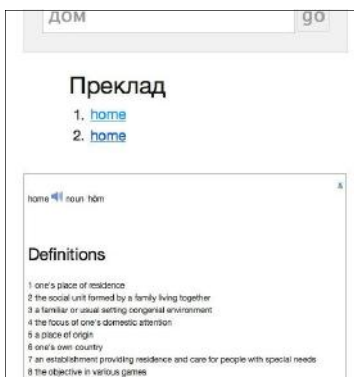 дом
go
Преклад
1. home
2. home
x
home noun hōm
Definitions
1 one's place of residence
2 the social unit formed by a family living together
3 a familiar or usual setting congenial environment
4 the focus of one's domestic attention
5 a place of origin
6 one's own country
7 an establishment providing residence and care for people with special needs
8 the objective in various games